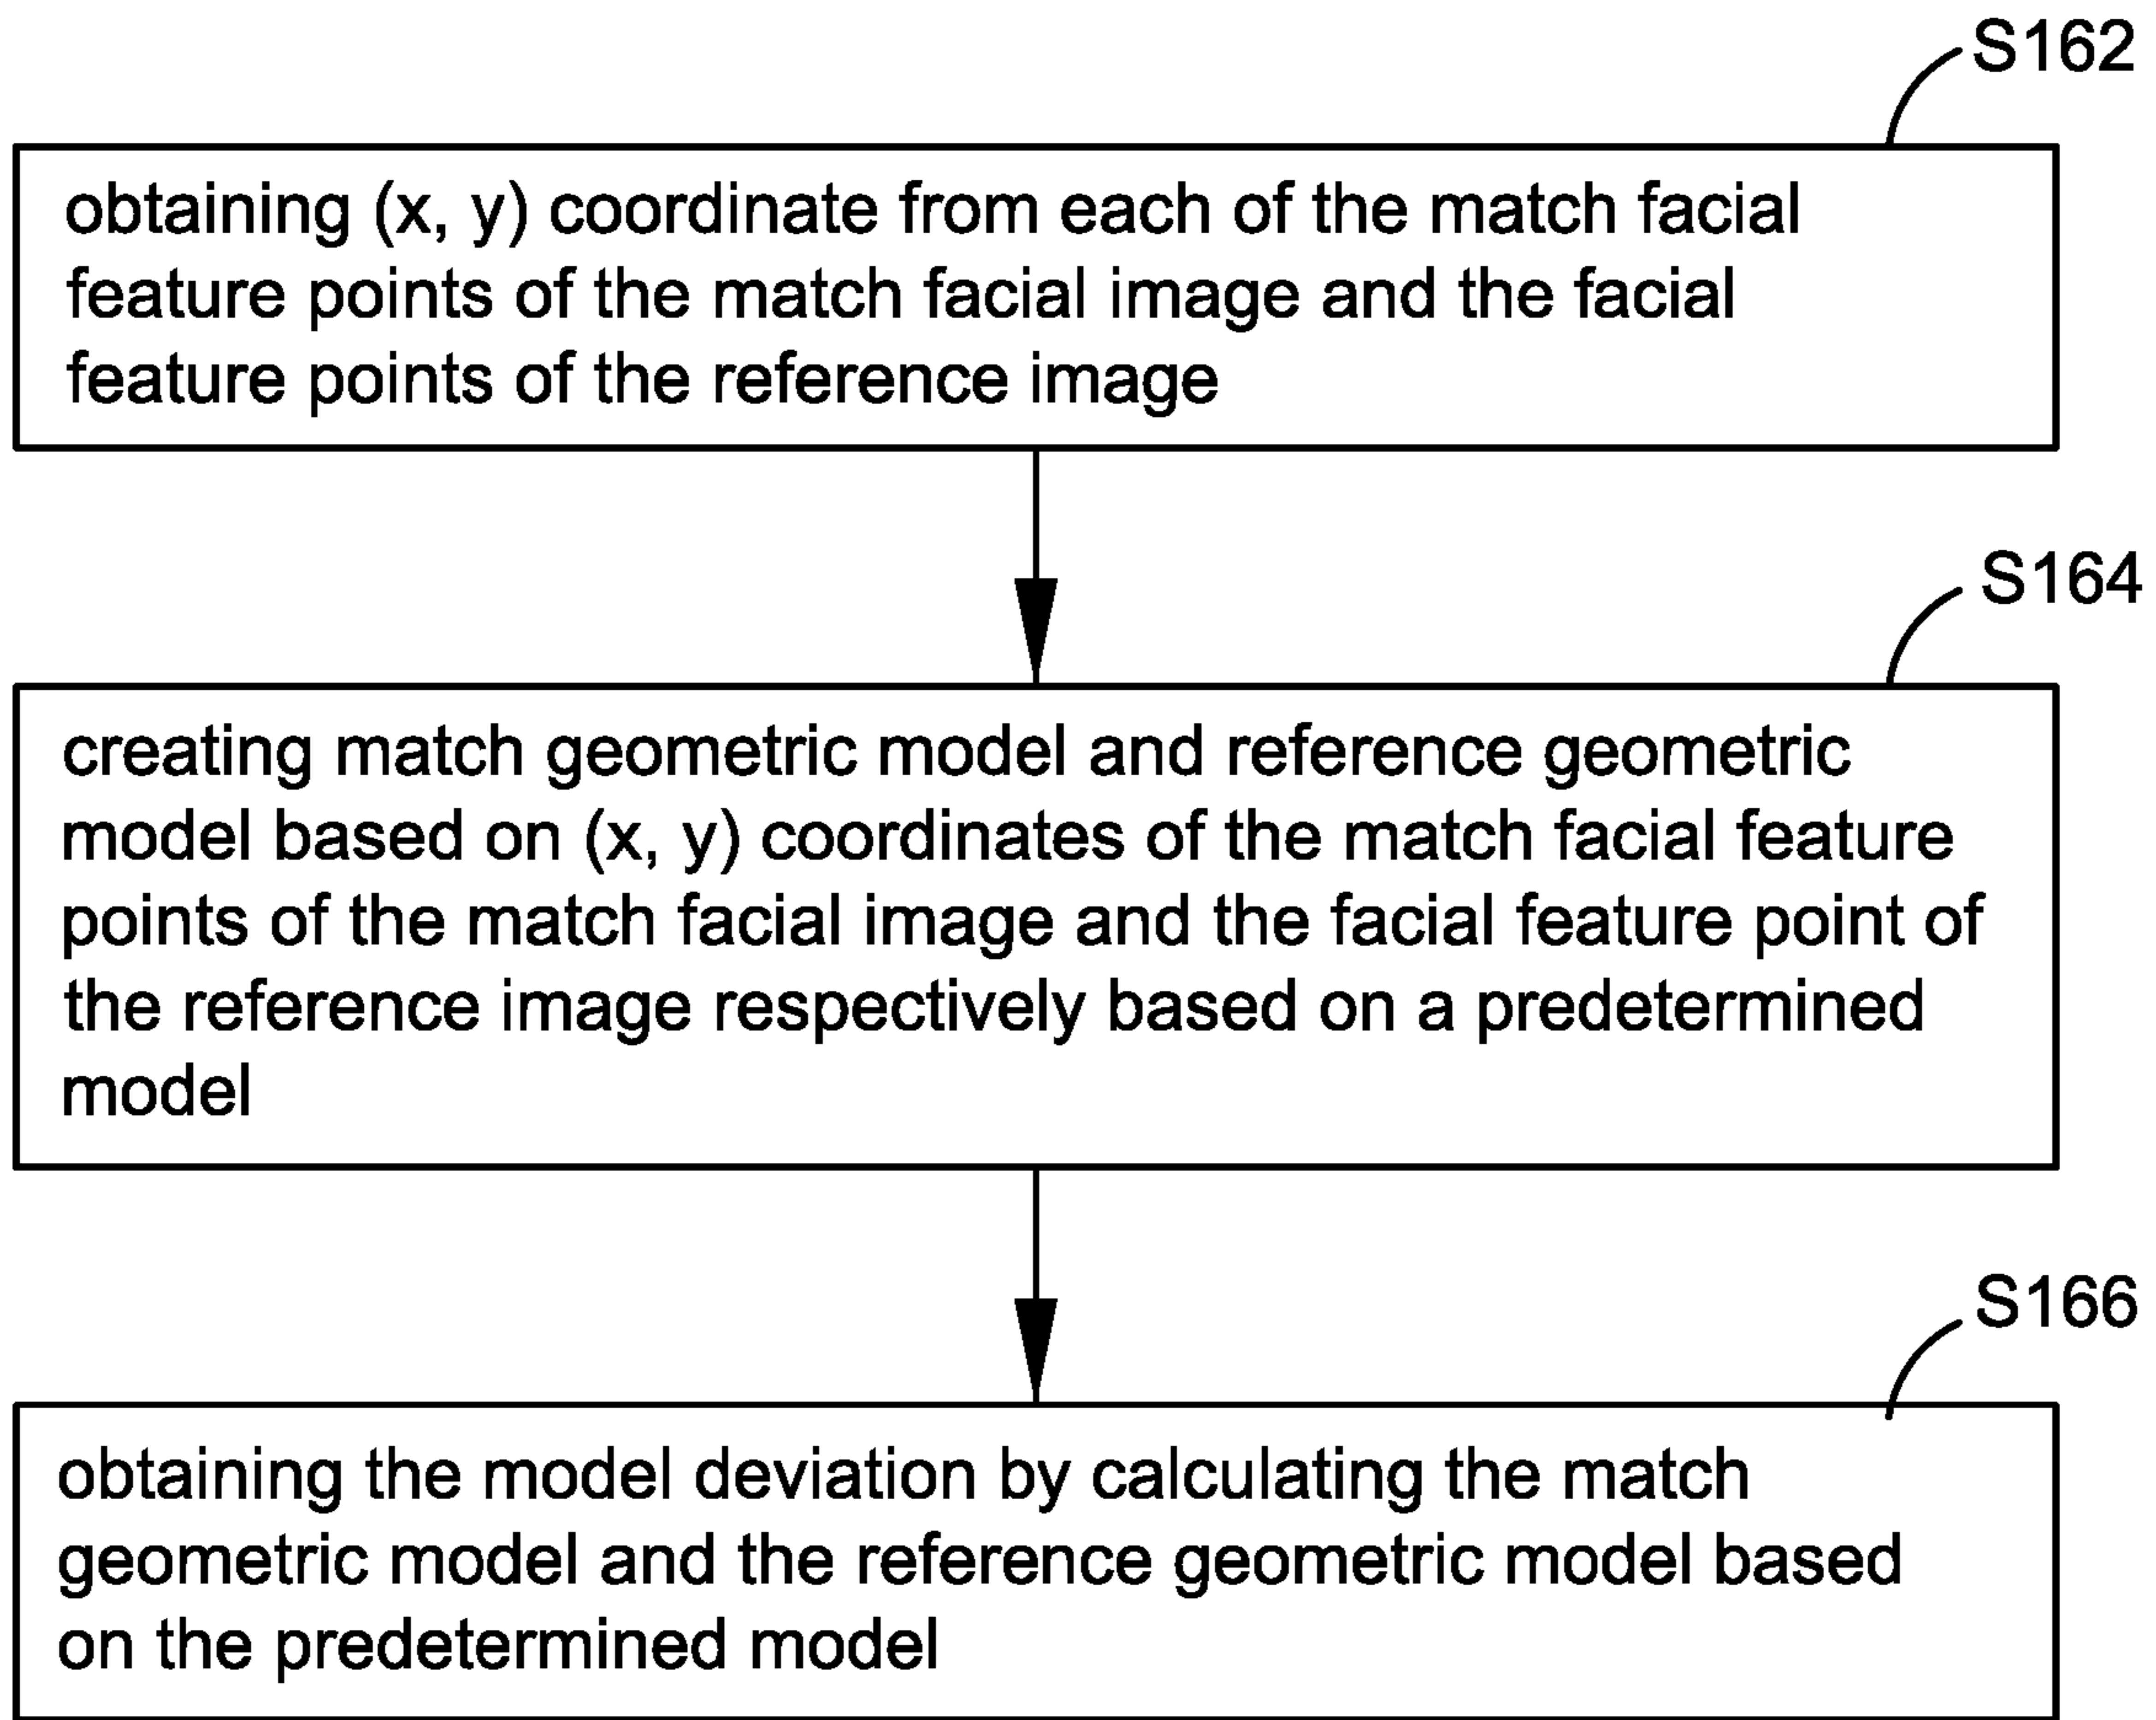 S162
obtaining (x, y) coordinate from each of the match facial
feature points of the match facial image and the facial
feature points of the reference image
S164
creating match geometric model and reference geometric
model based on (x, y) coordinates of the match facial feature
points of the match facial image and the facial feature point of
the reference image respectively based on a predetermined
model
S166
obtaining the model deviation by calculating the match
geometric model and the reference geometric model based
on the predetermined model